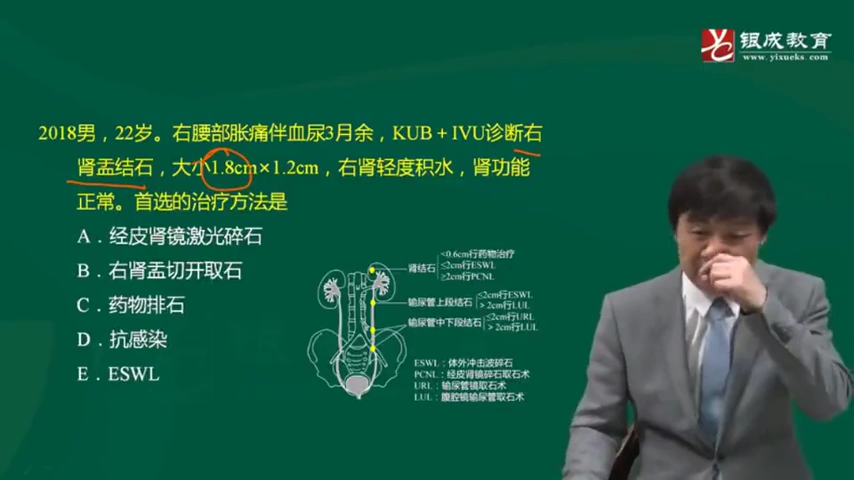 银成教育
www.yixueks.com
2018男，22岁。右腰部胀痛伴血尿3月余，KUB＋IVU诊断右
肾盂结石，大小1.8cm×1.2cm，右肾轻度积水，肾功能
正常。首选的治疗方法是
A．经皮肾镜激光碎石
B．右肾盂切开取石
C．药物排石
D．抗感染
E．ESWL
肾结石
<0.6cm行药物治疗
≤2cm行ESWL
≥2cm行PCNL
输尿管上段结石
≤2cm行ESWL
＞2cm行LUL
输尿管中下段结石
≤2cm行URL
＞2cm行LUL
ESWL：体外冲击波碎石
PCNL：经皮肾镜碎石取石术
URL：输尿管镜取石术
LUL：腹腔镜输尿管取石术